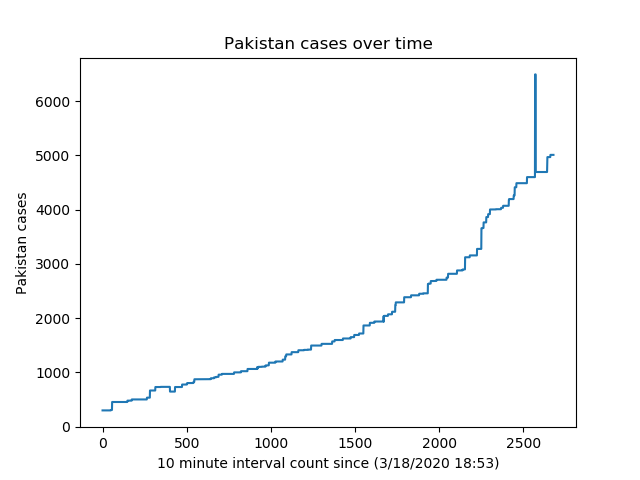 Pakistan cases over time
Pakistan cases
6000
5000
4000
3000
2000
1000
0
0 500 1000 1500 2000 2500
10 minute interval count since (3/18/2020 18:53)